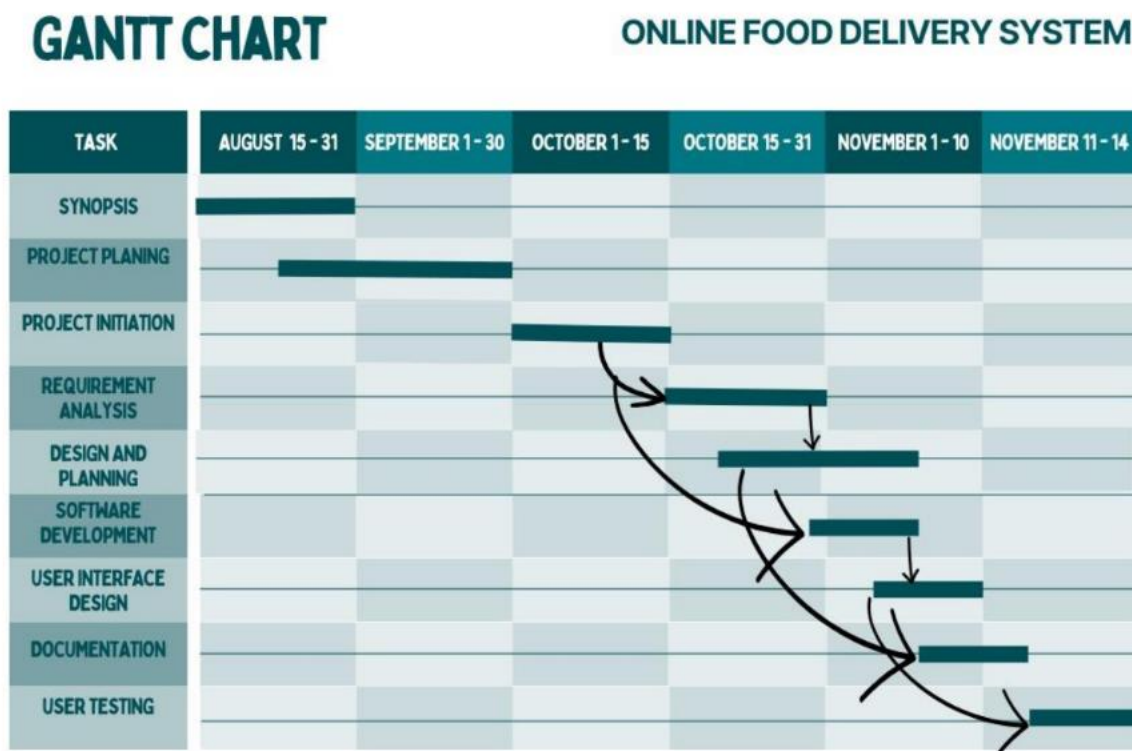 GANTT CHART
ONLINE FOOD DELIVERY SYSTEM
TASK
AUGUST 15 - 31
SEPTEMBER 1 - 30
OCTOBER 1 - 15
OCTOBER 15 - 31
NOVEMBER 1 - 10
NOVEMBER 11 - 14
SYNOPSIS
PROJECT PLANING
PROJECT INITIATION
REQUIREMENT
ANALYSIS
DESIGN AND
PLANNING
SOFTWARE
DEVELOPMENT
USER INTERFACE
DESIGN
DOCUMENTATION
USER TESTING